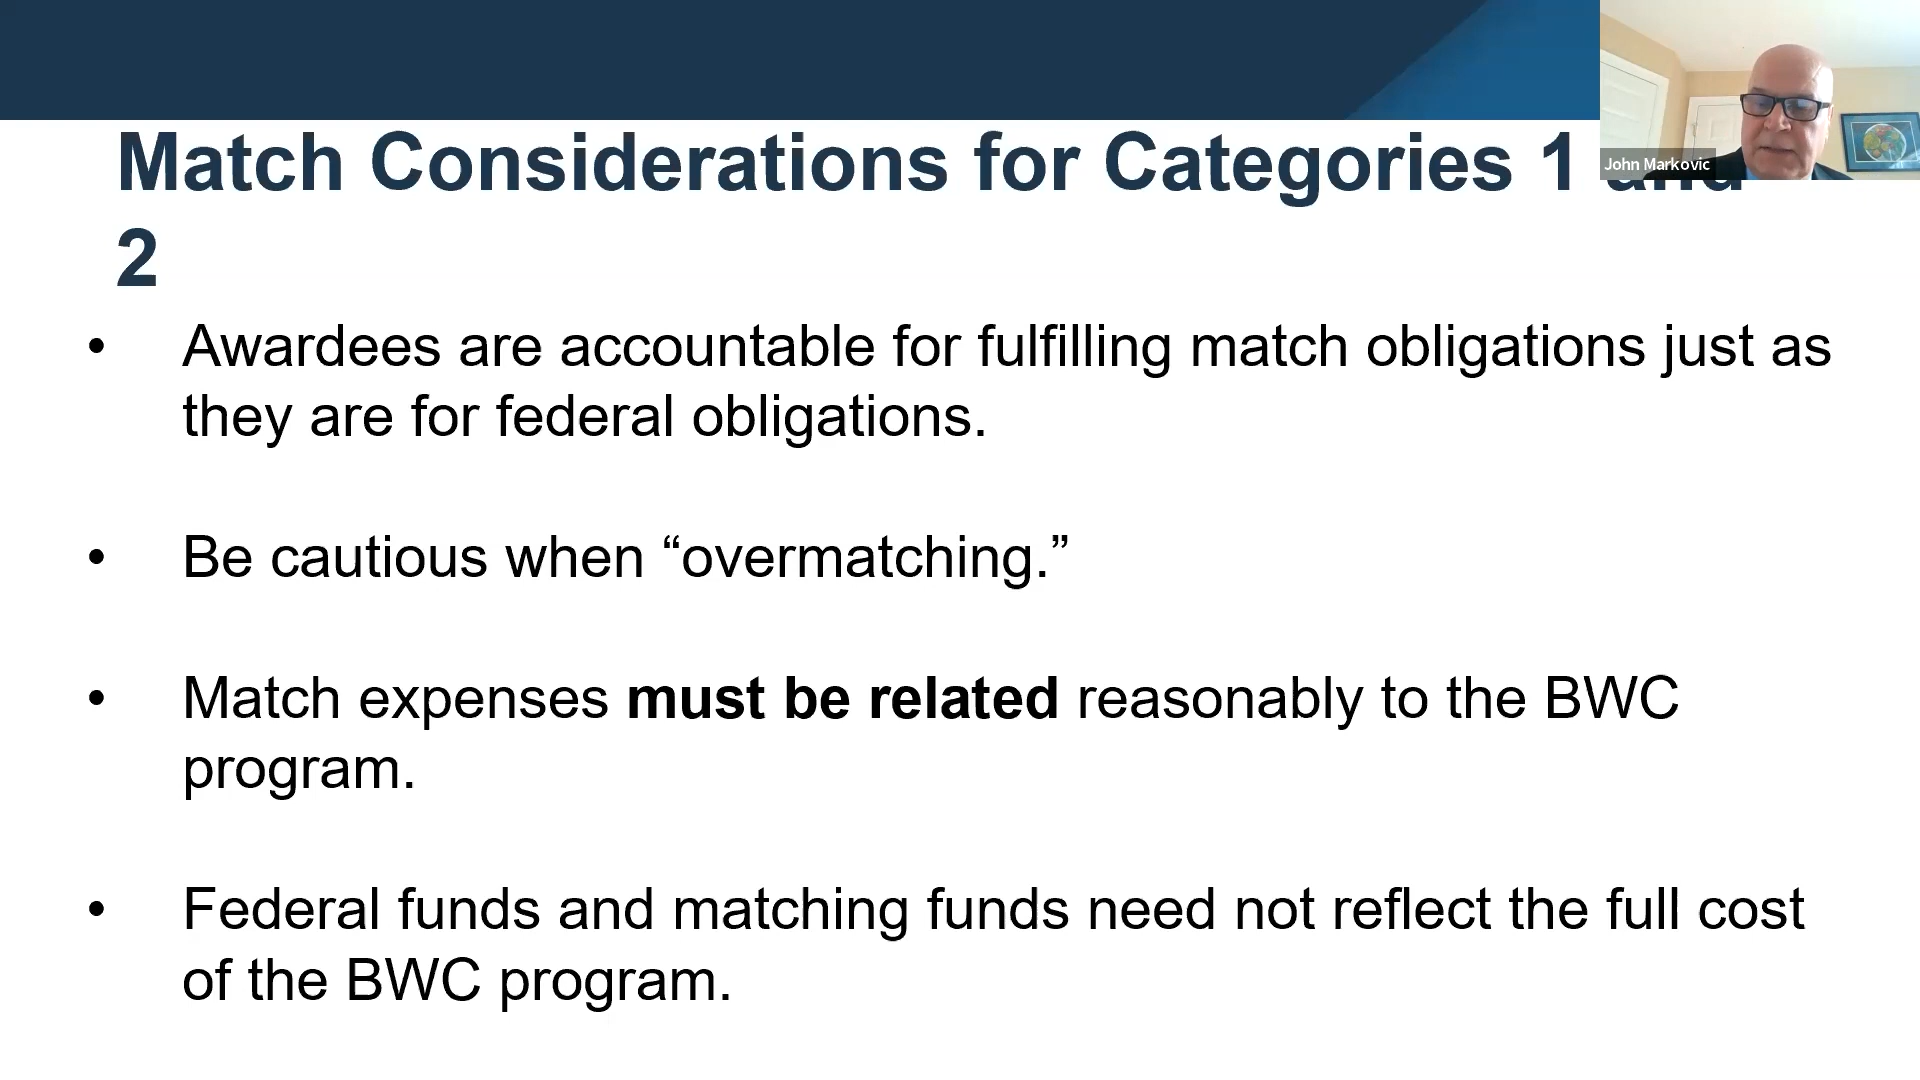 John Markovic
Match Considerations for Categories 1 and
2
• Awardees are accountable for fulfilling match obligations just as
they are for federal obligations.
• Be cautious when “overmatching.”
• Match expenses must be related reasonably to the BWC
program.
• Federal funds and matching funds need not reflect the full cost
of the BWC program.